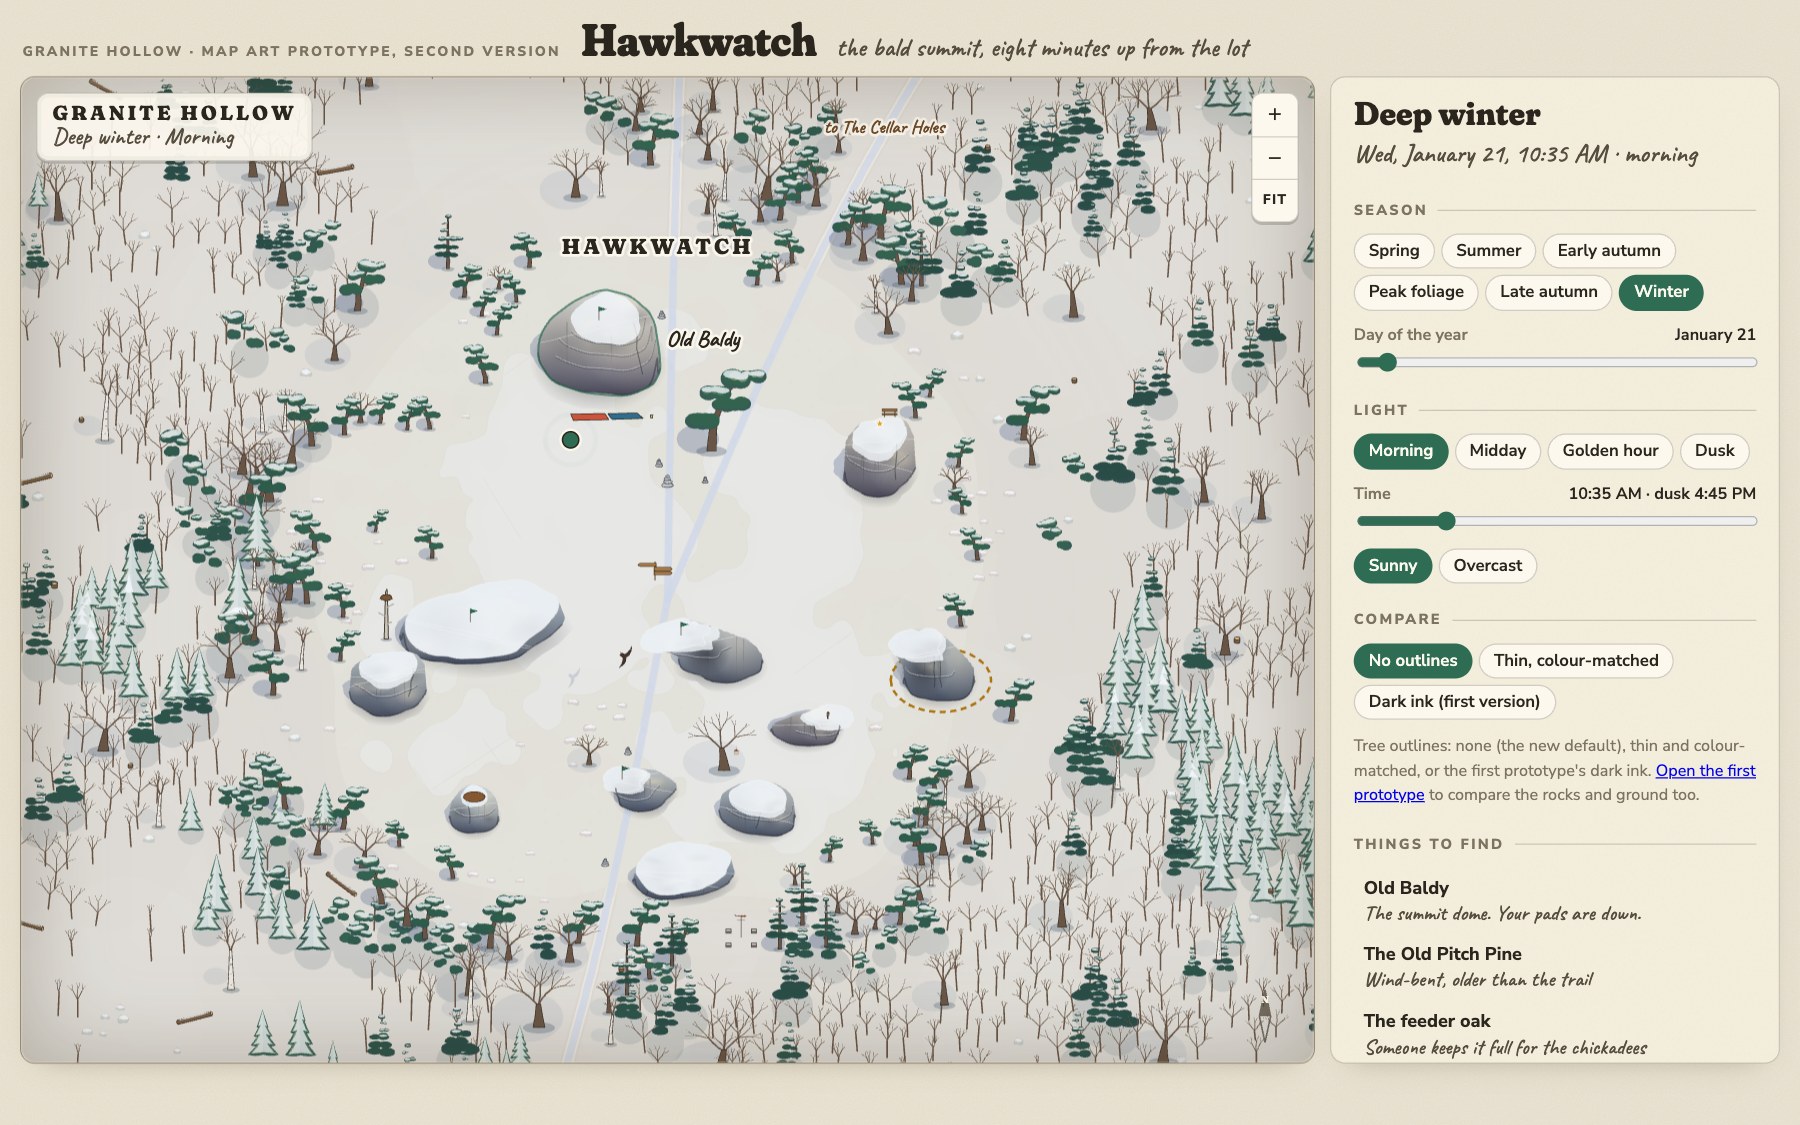 GRANITE HOLLOW · MAP ART PROTOTYPE, SECOND VERSION
Hawkwatch
the bald summit, eight minutes up from the lot
GRANITE HOLLOW
Deep winter · Morning
to The Cellar Holes
HAWKWATCH
Old Baldy
+
−
FIT
N
Deep winter
Wed, January 21, 10:35 AM · morning
SEASON
Spring
Summer
Early autumn
Peak foliage
Late autumn
Winter
Day of the year
January 21
LIGHT
Morning
Midday
Golden hour
Dusk
Time
10:35 AM · dusk 4:45 PM
Sunny
Overcast
COMPARE
No outlines
Thin, colour-matched
Dark ink (first version)
Tree outlines: none (the new default), thin and colour-
matched, or the first prototype's dark ink. Open the first
prototype to compare the rocks and ground too.
THINGS TO FIND
Old Baldy
The summit dome. Your pads are down.
The Old Pitch Pine
Wind-bent, older than the trail
The feeder oak
Someone keeps it full for the chickadees